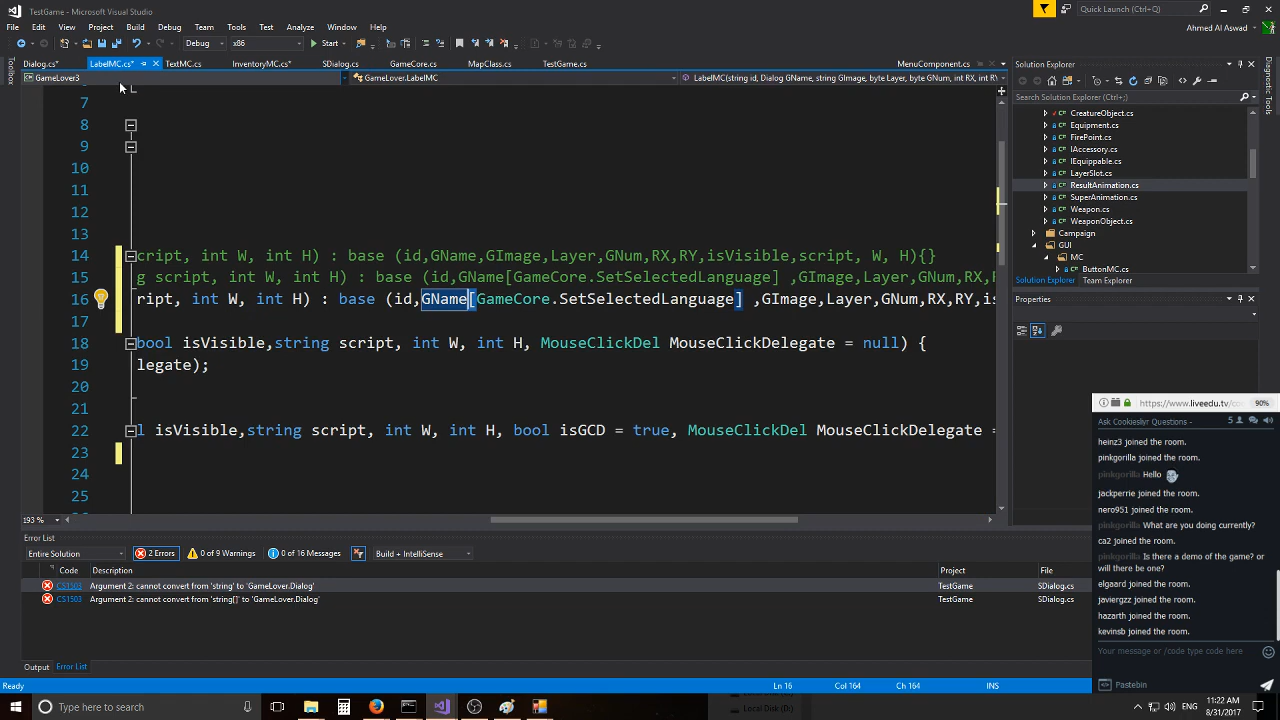 TestGame - Microsoft Visual Studio
Quick Launch (Ctrl+;)
File Edit View Project Build Debug Team Tools Test Analyze Window Help
Ahmed Al Aswad
Debug x86 Start
Toolbox
Dialog.cs* LabelMC.cs* TextMC.cs InventoryMC.cs* SDialog.cs GameCore.cs MapClass.cs TestGame.cs MenuComponent.cs
GameLover3 GameLover.LabelMC LabelMC(string id, Dialog GName, string GImage, byte Layer, byte GNum, int RX, int RY
7
8
9
10
11
12
13
14 cript, int W, int H) : base (id,GName,GImage,Layer,GNum,RX,RY,isVisible,script, W, H){}
15 g script, int W, int H) : base (id,GName[GameCore.SetSelectedLanguage] ,GImage,Layer,GNum,RX,R
16 ript, int W, int H) : base (id,GName[GameCore.SetSelectedLanguage] ,GImage,Layer,GNum,RX,RY,is
17
18 bool isVisible,string script, int W, int H, MouseClickDel MouseClickDelegate = null) {
19 legate);
20
21
22 l isVisible,string script, int W, int H, bool isGCD = true, MouseClickDel MouseClickDelegate =
23
24
25
193 %
Solution Explorer
Search Solution Explorer (Ctrl+;)
CreatureObject.cs
Equipment.cs
FirePoint.cs
IAccessory.cs
IEquippable.cs
LayerSlot.cs
ResultAnimation.cs
SuperAnimation.cs
Weapon.cs
WeaponObject.cs
Campaign
GUI
MC
ButtonMC.cs
Solution Explorer Team Explorer
Properties
Diagnostic Tools
Error List
Entire Solution 2 Errors 0 of 9 Warnings 0 of 16 Messages Build + IntelliSense
Code Description Project File
CS1503 Argument 2: cannot convert from 'string' to 'GameLover.Dialog' TestGame SDialog.cs
CS1503 Argument 2: cannot convert from 'string[]' to 'GameLover.Dialog' TestGame SDialog.cs
Output Error List
Ready Ln 16 Col 164 Ch 164 INS
https://www.liveedu.tv/co 90%
Ask Cookiesliyr Questions - 5
heinz3 joined the room.
pinkgorilla joined the room.
pinkgorilla Hello
jackperrie joined the room.
nero951 joined the room.
pinkgorilla What are you doing currently?
ca2 joined the room.
pinkgorilla Is there a demo of the game? or
will there be one?
elgaard joined the room.
javiergzz joined the room.
hazarth joined the room.
kevinsb joined the room.
Your message or /code type code here
Pastebin
Type here to search
Local Disk (D:)
ENG
11:22 AM
8/31/2017